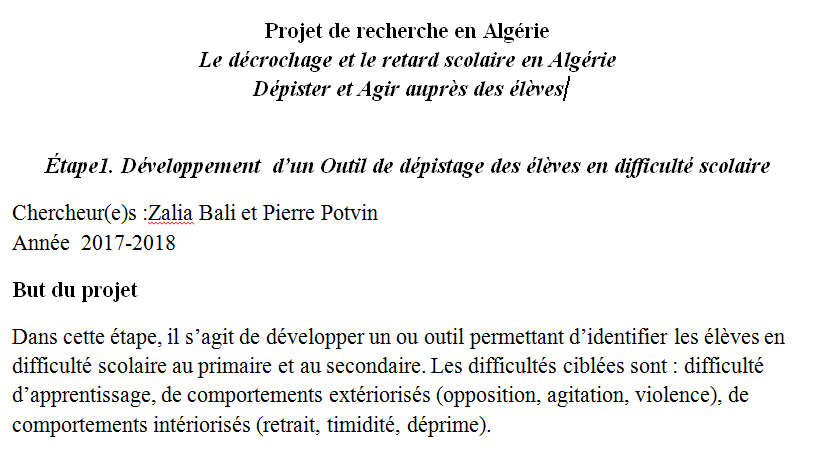 Projet de recherche en Algérie
Le décrochage et le retard scolaire en Algérie
Dépister et Agir auprès des élèves
Étape1. Développement  d’un Outil de dépistage des élèves en difficulté scolaire
Chercheur(e)s :Zalia Bali et Pierre Potvin
Année  2017-2018
But du projet
Dans cette étape, il s’agit de développer un ou outil permettant d’identifier les élèves en
difficulté scolaire au primaire et au secondaire. Les difficultés ciblées sont : difficulté
d’apprentissage, de comportements extériorisés (opposition, agitation, violence), de
comportements intériorisés (retrait, timidité, déprime).